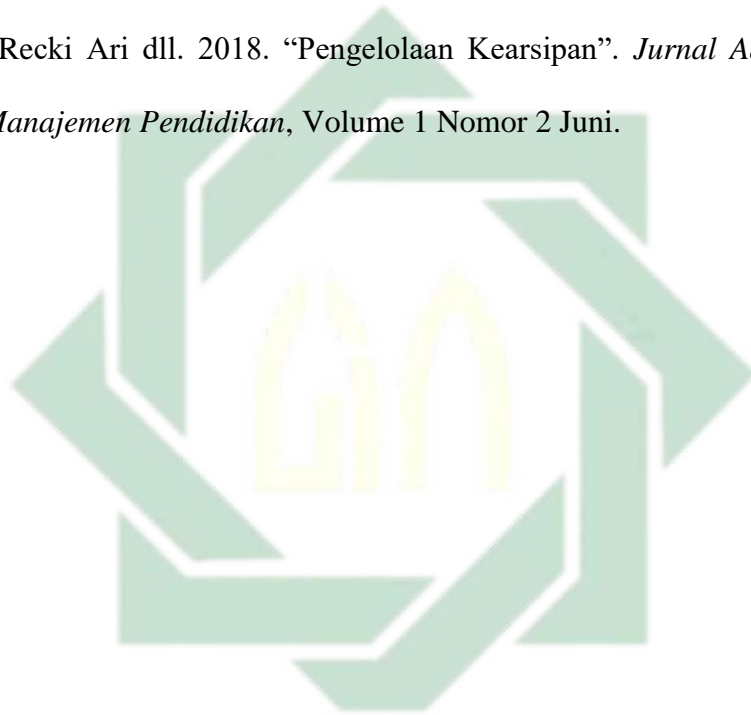 Recki Ari dll. 2018. “Pengelolaan Kearsipan”. Jurnal
Manajemen Pendidikan, Volume 1 Nomor 2 Juni.